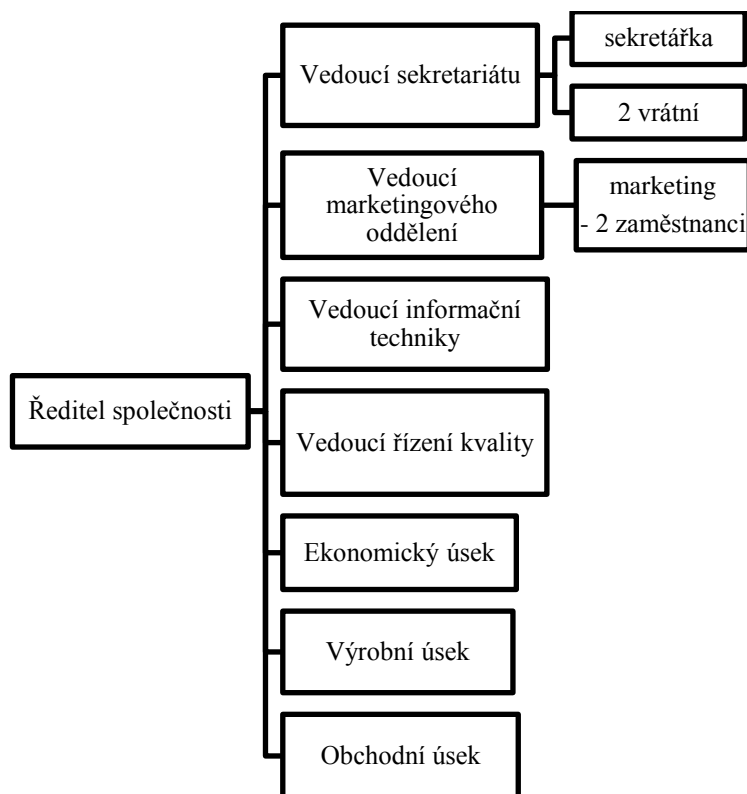 sekretářka
Vedoucí sekretariátu
2 vrátní
Vedoucí
marketingového
oddělení
marketing
- 2 zaměstnanci
Vedoucí informační
techniky
Ředitel společnosti
Vedoucí řízení kvality
Ekonomický úsek
Výrobní úsek
Obchodní úsek